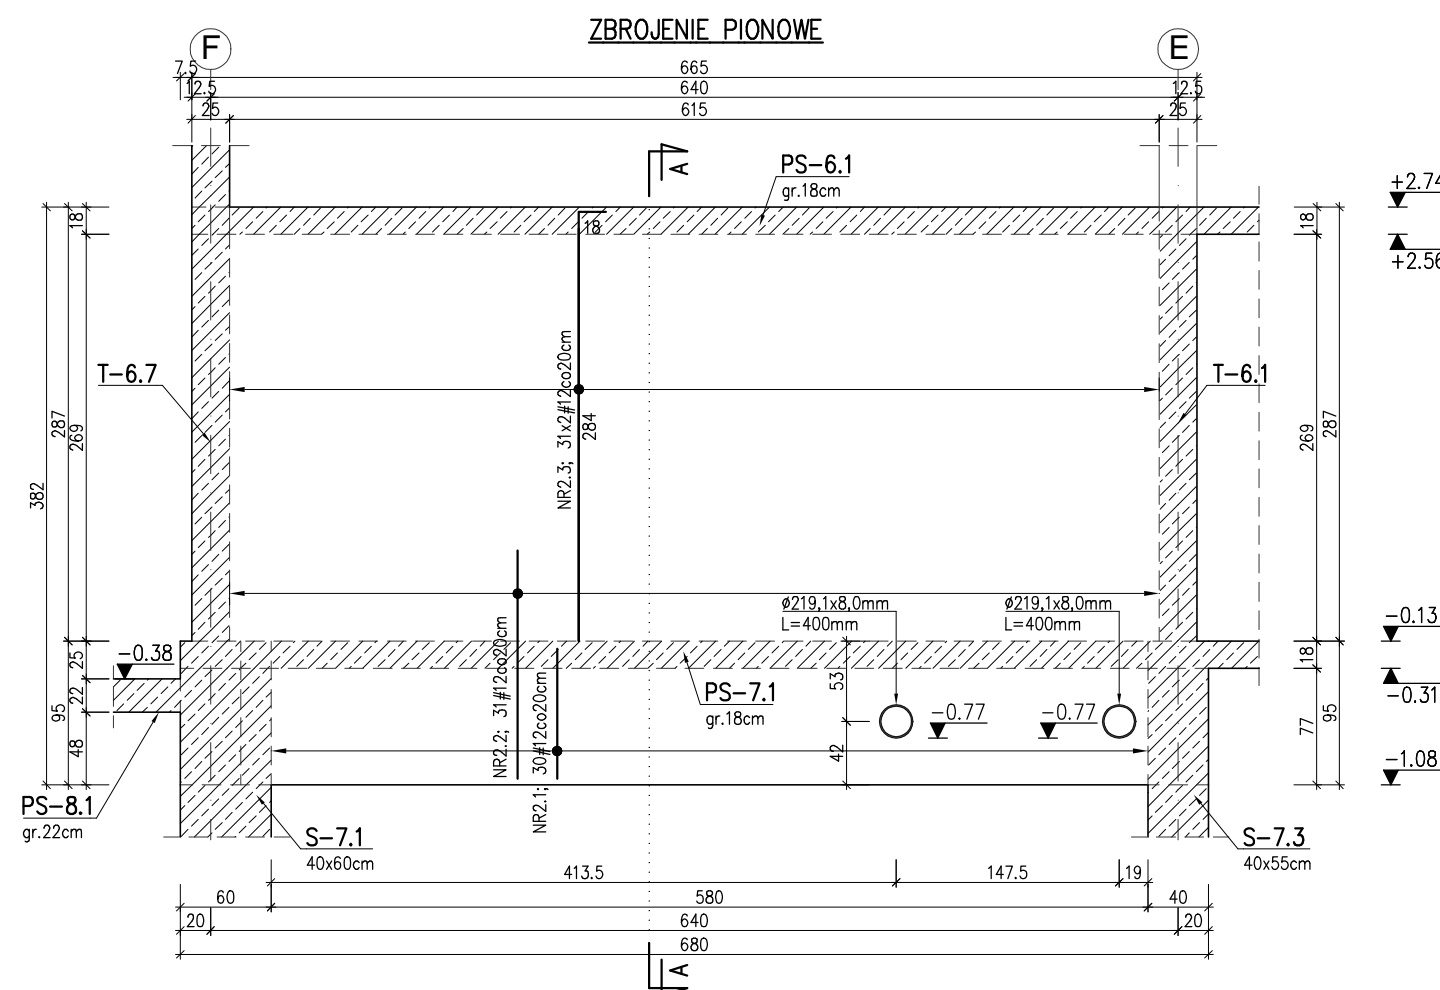 ZBROJENIE PIONOWE
F
E
7.5
665
12.5
640
12.5
25
615
25
A
PS-6.1
gr.18cm
+2.74
18
18
18
+2.56
T-6.7
T-6.1
NR2.3; 31x2#12co20cm
284
287
269
382
269
287
ø219,1x8,0mm
L=400mm
ø219,1x8,0mm
L=400mm
-0.13
-0.38
25
18
22
95
48
NR2.2; 31#12co20cm
NR2.1; 30#12co20cm
PS-7.1
gr.18cm
53
42
-0.77
-0.77
-0.31
77
95
-1.08
PS-8.1
gr.22cm
S-7.1
40x60cm
S-7.3
40x55cm
413.5
147.5
19
60
580
40
20
640
20
680
A